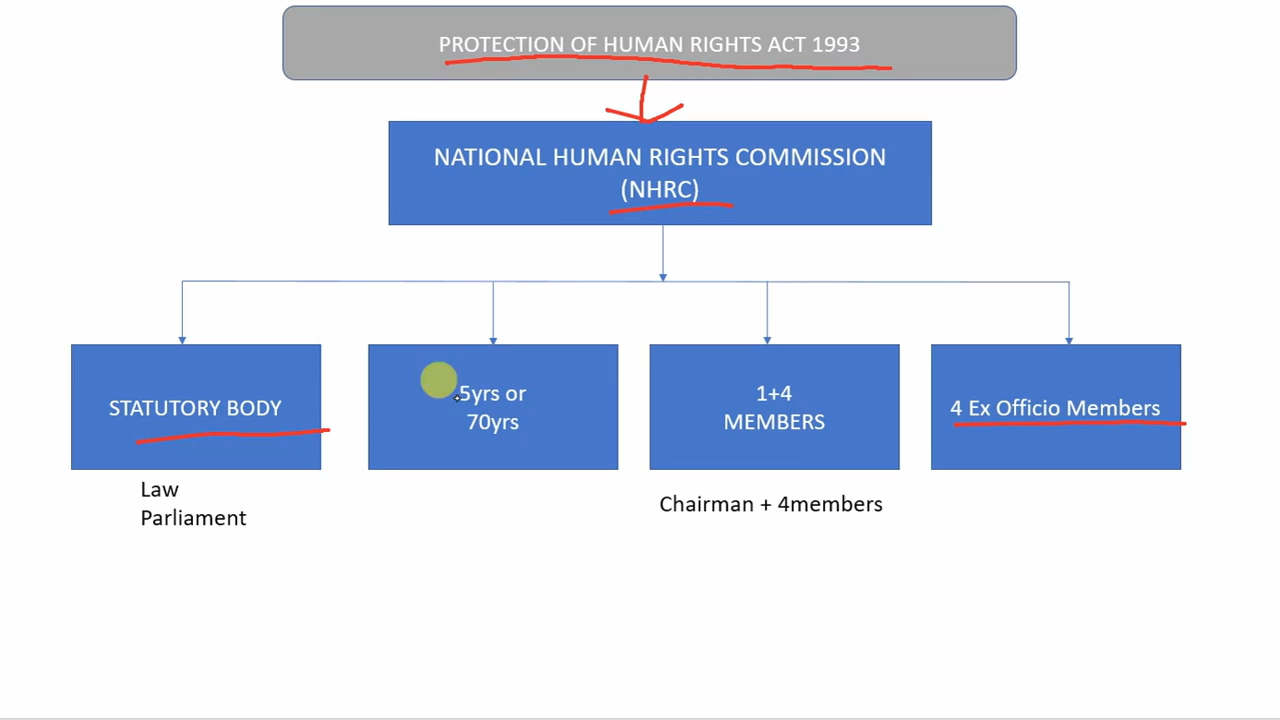 PROTECTION OF HUMAN RIGHTS ACT 1993
NATIONAL HUMAN RIGHTS COMMISSION
(NHRC)
STATUTORY BODY
5yrs or
70yrs
1+4
MEMBERS
4 Ex Officio Members
Law
Parliament
Chairman + 4members